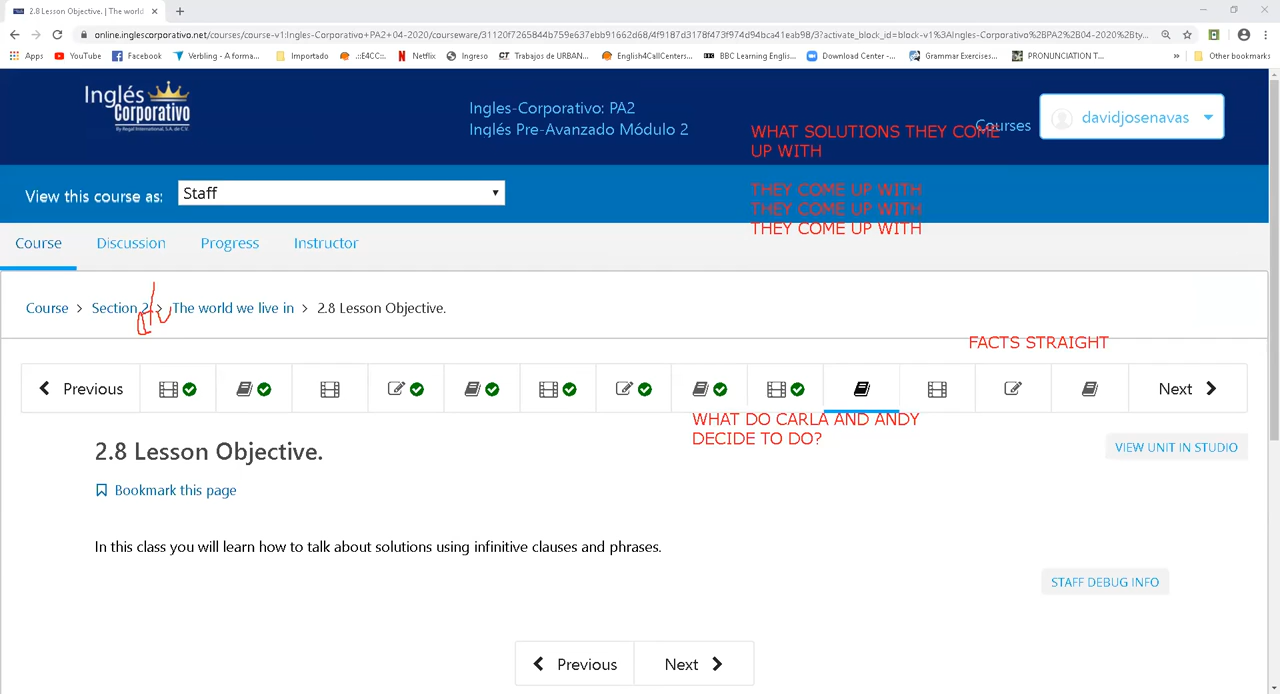 2.8 Lesson Objective. | The world
online.inglescorporativo.net/courses/course-v1:Ingles-Corporativo+PA2+04-2020/courseware/31120f7265844b759e637ebb91662d68/4f9187d3178f473f974d94bca41eab98/3?activate_block_id=block-v1%3AIngles-Corporativo%2BPA2%2B04-2020%2Bty...
Apps YouTube Facebook Verbling - A forma... Importado .::E4CC::. Netflix Ingreso Trabajos de URBAN... English4CallCenters... BBC Learning Englis... Download Center -... Grammar Exercises... PRONUNCIATION T... » Other bookmarks
Inglés
Corporativo
By Regal International, S.A. de C.V.
Ingles-Corporativo: PA2
Inglés Pre-Avanzado Módulo 2
Courses
davidjosenavas
WHAT SOLUTIONS THEY COME
UP WITH
THEY COME UP WITH
THEY COME UP WITH
THEY COME UP WITH
View this course as: Staff
Course Discussion Progress Instructor
Course > Section 2 > The world we live in > 2.8 Lesson Objective.
FACTS STRAIGHT
Previous Next
WHAT DO CARLA AND ANDY
DECIDE TO DO?
2.8 Lesson Objective.
VIEW UNIT IN STUDIO
Bookmark this page
In this class you will learn how to talk about solutions using infinitive clauses and phrases.
STAFF DEBUG INFO
Previous Next